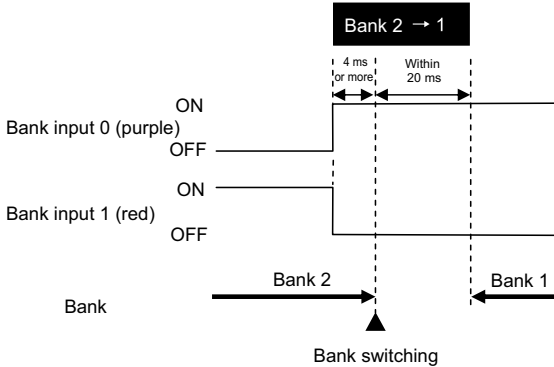 Bank 2 → 1
4 ms
or more
Within
20 ms
ON
Bank input 0 (purple)
OFF
ON
Bank input 1 (red)
OFF
Bank 2
Bank 1
Bank
Bank switching